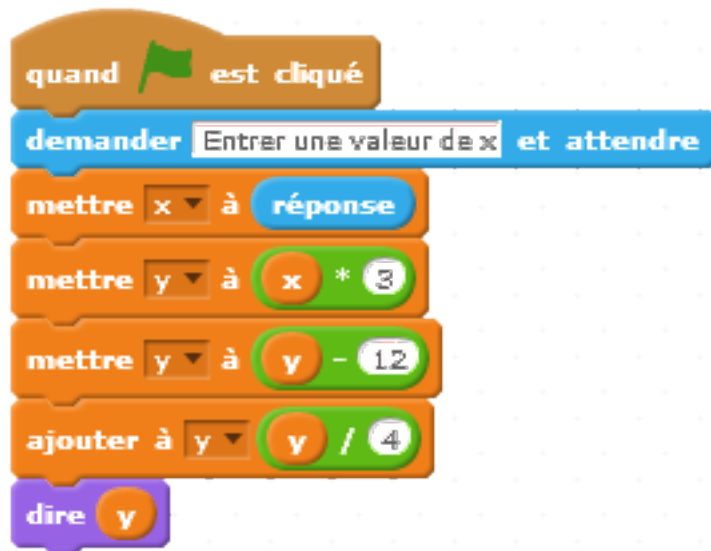 quand est cliqué
demander Entrer une valeur de x et attendre
mettre x à réponse
mettre y à x * 3
mettre y à y - 12
ajouter à y y / 4
dire y